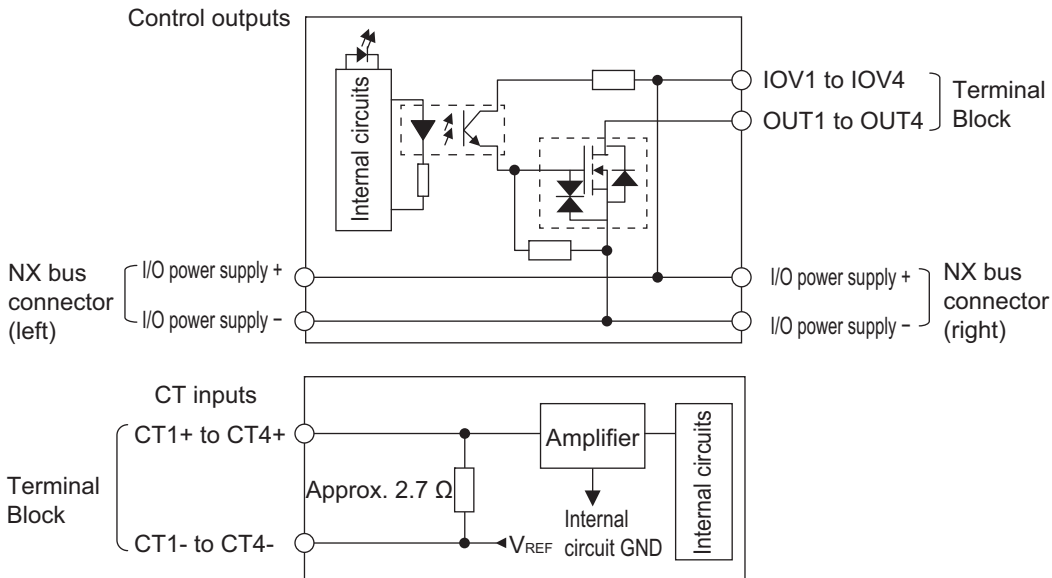 Control outputs
Internal circuits
IOV1 to IOV4
OUT1 to OUT4
Terminal
Block
NX bus
connector
(left)
I/O power supply +
I/O power supply −
I/O power supply +
I/O power supply −
NX bus
connector
(right)
CT inputs
CT1+ to CT4+
Terminal
Block
CT1- to CT4-
Approx. 2.7 Ω
Amplifier
Internal
circuit GND
VREF
Internal circuits